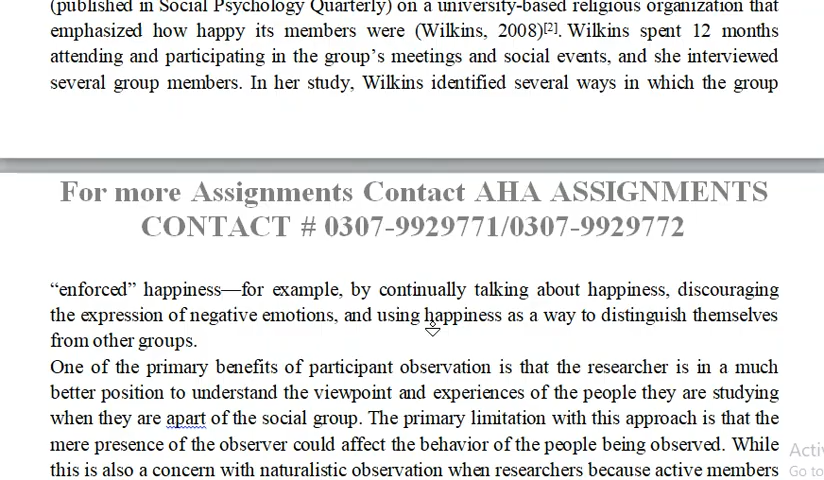 (published in Social Psychology Quarterly) on a university-based religious organization that
emphasized how happy its members were (Wilkins, 2008)[2]. Wilkins spent 12 months
attending and participating in the group’s meetings and social events, and she interviewed
several group members. In her study, Wilkins identified several ways in which the group
For more Assignments Contact AHA ASSIGNMENTS
CONTACT # 0307-9929771/0307-9929772
“enforced” happiness—for example, by continually talking about happiness, discouraging
the expression of negative emotions, and using happiness as a way to distinguish themselves
from other groups.
One of the primary benefits of participant observation is that the researcher is in a much
better position to understand the viewpoint and experiences of the people they are studying
when they are apart of the social group. The primary limitation with this approach is that the
mere presence of the observer could affect the behavior of the people being observed. While
this is also a concern with naturalistic observation when researchers because active members
Go to